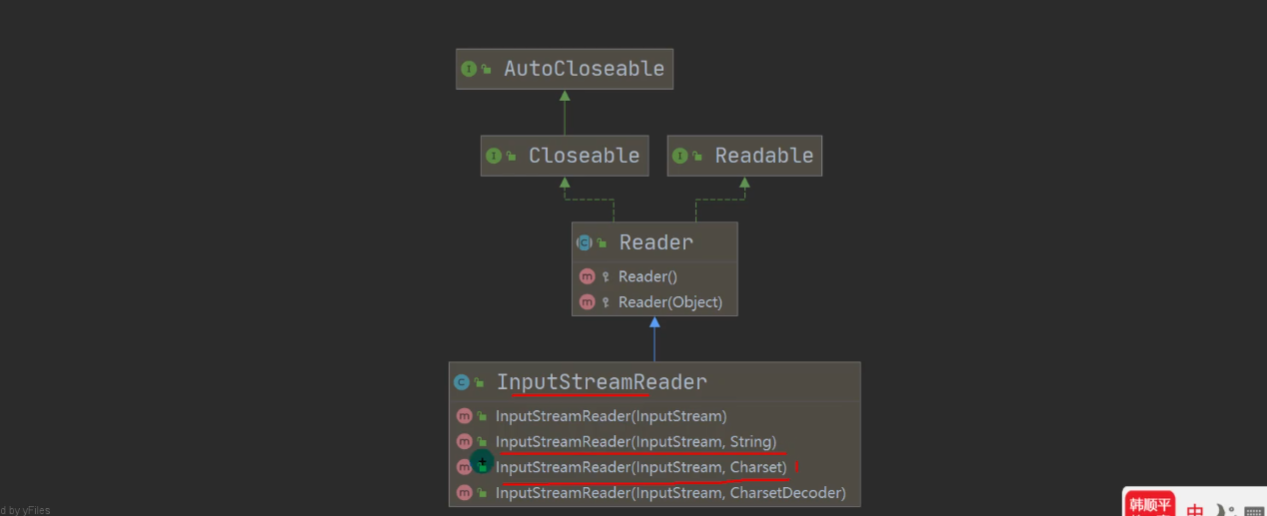 AutoCloseable
Closeable
Readable
Reader
Reader()
Reader(Object)
InputStreamReader
InputStreamReader(InputStream)
InputStreamReader(InputStream, String)
InputStreamReader(InputStream, Charset)
InputStreamReader(InputStream, CharsetDecoder)
d by yFiles
韩顺平
中